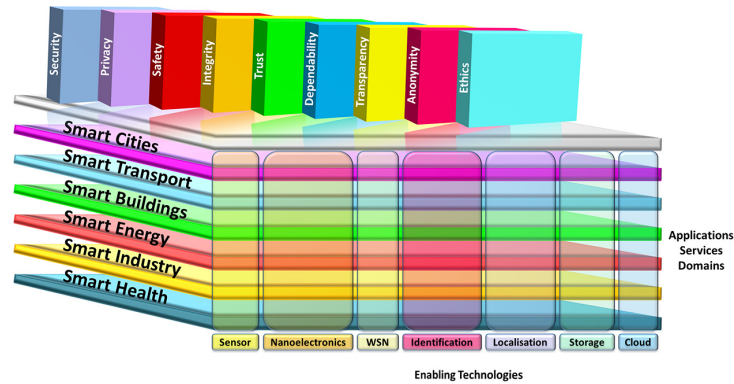 Security
Privacy
Safety
Integrity
Trust
Dependability
Transparency
Anonymity
Ethics
Smart Cities
Smart Transport
Smart Buildings
Smart Energy
Smart Industry
Smart Health
Applications
Services
Domains
Sensor
Nanoelectronics
WSN
Identification
Localisation
Storage
Cloud
Enabling Technologies